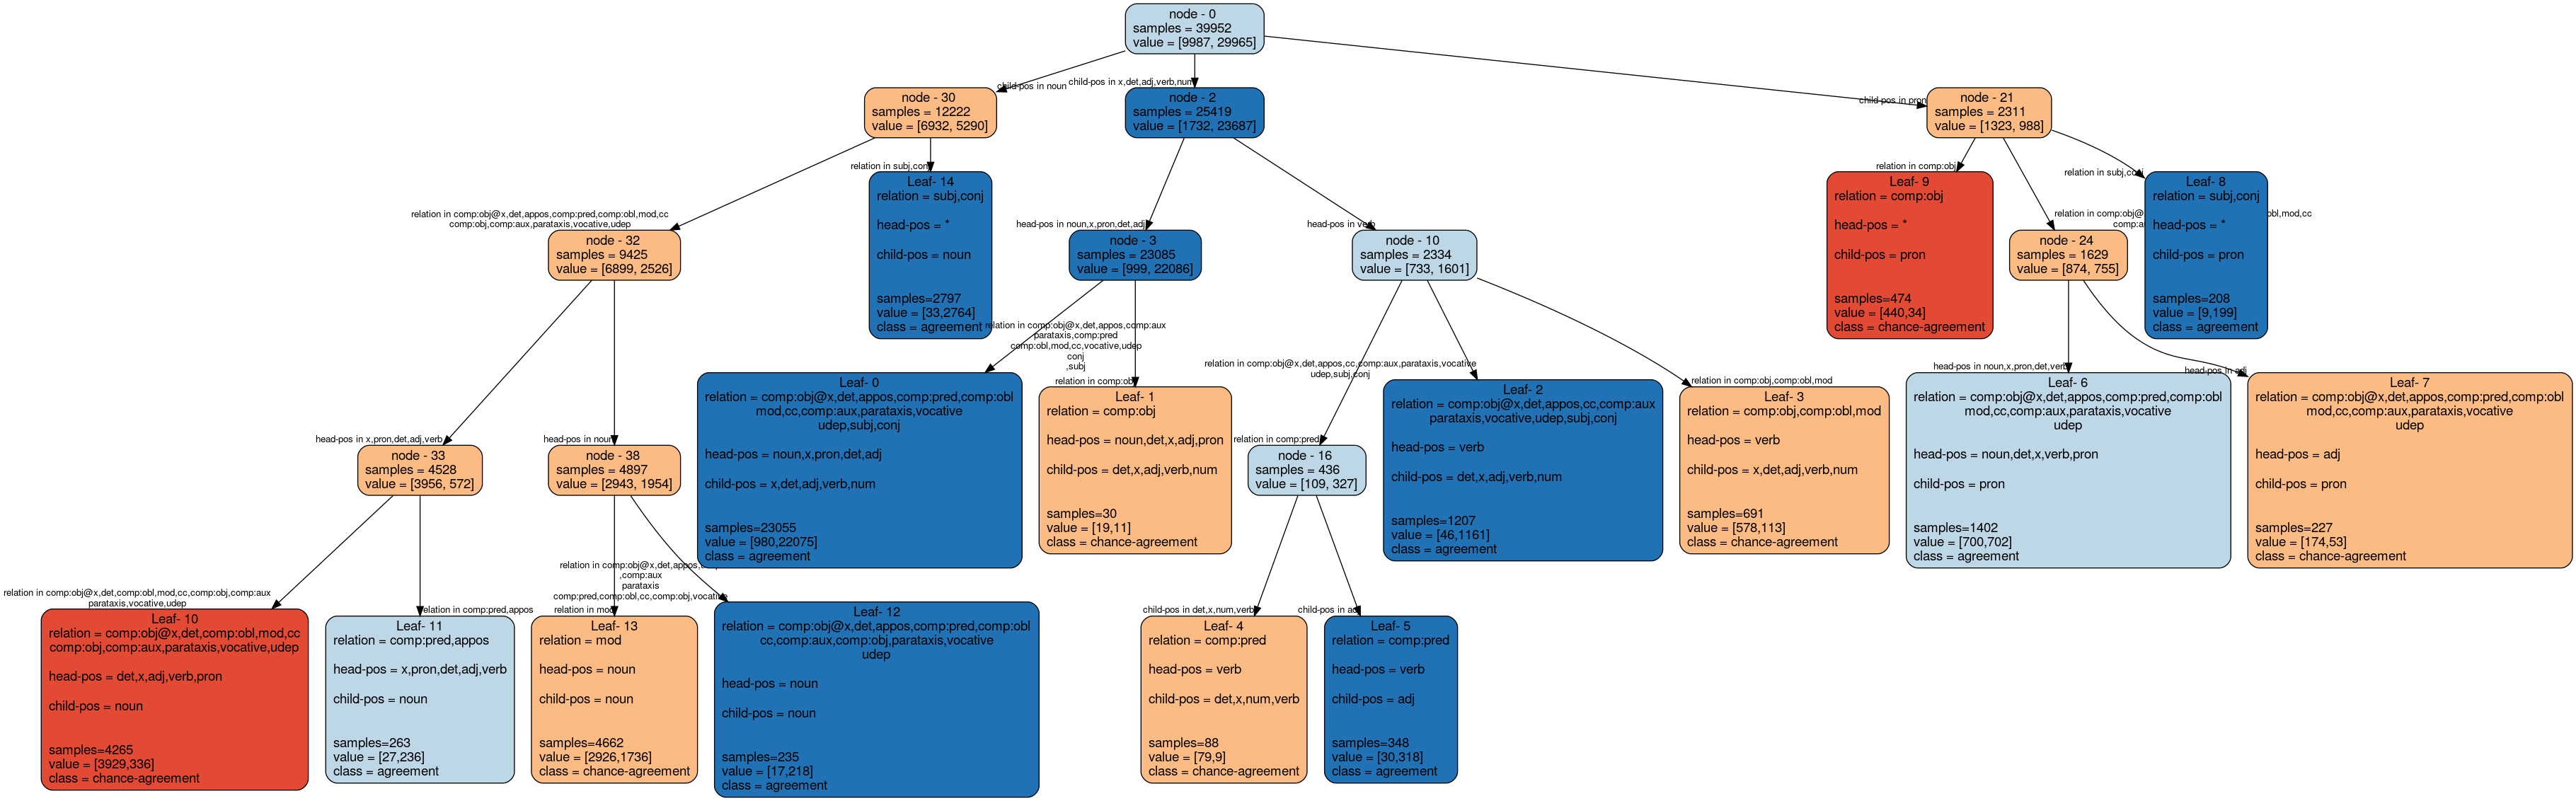 node - 0
samples = 39952
value = [9987, 29965]
child-pos in noun
child-pos in x,det,adj,verb,num
child-pos in pron
node - 30
samples = 12222
value = [6932, 5290]
node - 2
samples = 25419
value = [1732, 23687]
node - 21
samples = 2311
value = [1323, 988]
relation in comp:obj@x,det,appos,comp:pred,comp:obl,mod,cc
comp:obj,comp:aux,parataxis,vocative,udep
relation in subj,conj
head-pos in noun,x,pron,det,adj
head-pos in verb
relation in comp:obj
relation in comp:obj@
obl,mod,cc
comp:a
relation in subj,conj
node - 32
samples = 9425
value = [6899, 2526]
Leaf- 14
relation = subj,conj
head-pos = *
child-pos = noun
samples=2797
value = [33,2764]
class = agreement
node - 3
samples = 23085
value = [999, 22086]
node - 10
samples = 2334
value = [733, 1601]
Leaf- 9
relation = comp:obj
head-pos = *
child-pos = pron
samples=474
value = [440,34]
class = chance-agreement
node - 24
samples = 1629
value = [874, 755]
Leaf- 8
relation = subj,conj
head-pos = *
child-pos = pron
samples=208
value = [9,199]
class = agreement
head-pos in x,pron,det,adj,verb
head-pos in noun
relation in comp:obj@x,det,appos,comp:aux
parataxis,comp:pred
comp:obl,mod,cc,vocative,udep
conj
,subj
relation in comp:obj
relation in comp:obj@x,det,appos,cc,comp:aux,parataxis,vocative
udep,subj,conj
relation in comp:pred
relation in comp:obj,comp:obl,mod
head-pos in noun,x,pron,det,verb
head-pos in adj
node - 33
samples = 4528
value = [3956, 572]
node - 38
samples = 4897
value = [2943, 1954]
Leaf- 0
relation = comp:obj@x,det,appos,comp:pred,comp:obl
mod,cc,comp:aux,parataxis,vocative
udep,subj,conj
head-pos = noun,x,pron,det,adj
child-pos = x,det,adj,verb,num
samples=23055
value = [980,22075]
class = agreement
Leaf- 1
relation = comp:obj
head-pos = noun,det,x,adj,pron
child-pos = det,x,adj,verb,num
samples=30
value = [19,11]
class = chance-agreement
node - 16
samples = 436
value = [109, 327]
Leaf- 2
relation = comp:obj@x,det,appos,cc,comp:aux
parataxis,vocative,udep,subj,conj
head-pos = verb
child-pos = det,x,adj,verb,num
samples=1207
value = [46,1161]
class = agreement
Leaf- 3
relation = comp:obj,comp:obl,mod
head-pos = verb
child-pos = x,det,adj,verb,num
samples=691
value = [578,113]
class = chance-agreement
Leaf- 6
relation = comp:obj@x,det,appos,comp:pred,comp:obl
mod,cc,comp:aux,parataxis,vocative
udep
head-pos = noun,det,x,verb,pron
child-pos = pron
samples=1402
value = [700,702]
class = agreement
Leaf- 7
relation = comp:obj@x,det,appos,comp:pred,comp:obl
mod,cc,comp:aux,parataxis,vocative
udep
head-pos = adj
child-pos = pron
samples=227
value = [174,53]
class = chance-agreement
relation in comp:obj@x,det,comp:obl,mod,cc,comp:obj,comp:aux
parataxis,vocative,udep
relation in comp:pred,appos
relation in mod
relation in comp:obj@x,det,appos,
,comp:aux
parataxis
comp:pred,comp:obl,cc,comp:obj,vocative
child-pos in det,x,num,verb
child-pos in adj
Leaf- 10
relation = comp:obj@x,det,comp:obl,mod,cc
comp:obj,comp:aux,parataxis,vocative,udep
head-pos = det,x,adj,verb,pron
child-pos = noun
samples=4265
value = [3929,336]
class = chance-agreement
Leaf- 11
relation = comp:pred,appos
head-pos = x,pron,det,adj,verb
child-pos = noun
samples=263
value = [27,236]
class = agreement
Leaf- 13
relation = mod
head-pos = noun
child-pos = noun
samples=4662
value = [2926,1736]
class = chance-agreement
Leaf- 12
relation = comp:obj@x,det,appos,comp:pred,comp:obl
cc,comp:aux,comp:obj,parataxis,vocative
udep
head-pos = noun
child-pos = noun
samples=235
value = [17,218]
class = agreement
Leaf- 4
relation = comp:pred
head-pos = verb
child-pos = det,x,num,verb
samples=88
value = [79,9]
class = chance-agreement
Leaf- 5
relation = comp:pred
head-pos = verb
child-pos = adj
samples=348
value = [30,318]
class = agreement